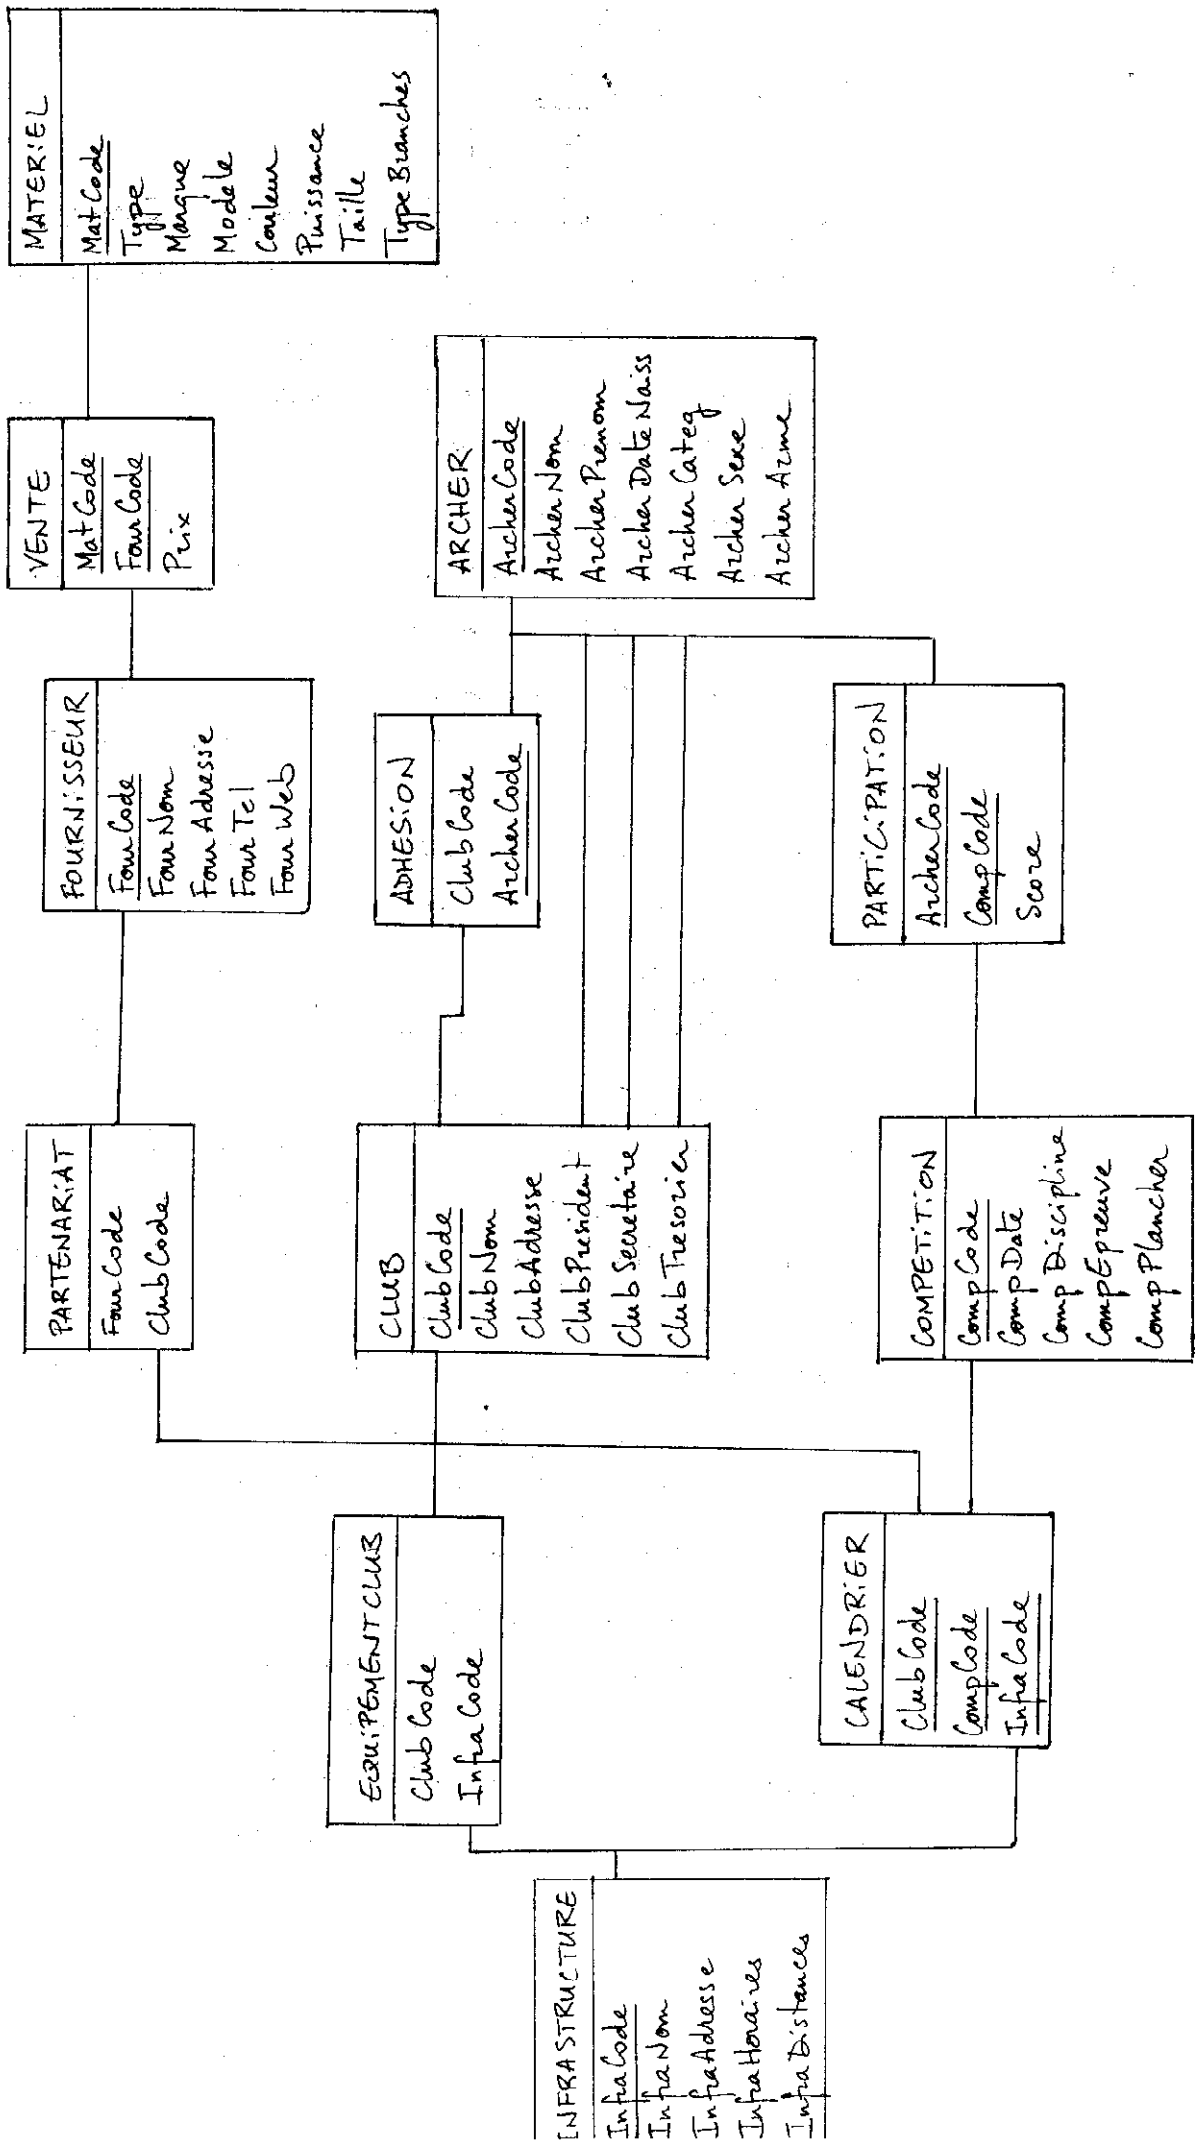 INFRASTRUCTURE
InfraCode
InfraNom
InfraAdresse
InfraHoraires
InfraDistances
EQUIPEMENTCLUB
ClubCode
InfraCode
CALENDRIER
ClubCode
CompCode
InfraCode
PARTENARIAT
FourCode
ClubCode
CLUB
ClubCode
ClubNom
ClubAdresse
ClubPresident
ClubSecretaire
ClubTresorier
COMPETITION
CompCode
CompDate
CompDiscipline
CompEpreuve
CompPlancher
FOURNISSEUR
FourCode
FourNom
FourAdresse
FourTel
FourWeb
ADHESION
ClubCode
ArcherCode
PARTICIPATION
ArcherCode
CompCode
Score
VENTE
MatCode
FourCode
Prix
ARCHER
ArcherCode
ArcherNom
ArcherPrenom
ArcherDateNaiss
ArcherCateg
ArcherSexe
ArcherArme
MATERIEL
MatCode
Type
Marque
Modele
Couleur
Puissance
Taille
TypeBranches